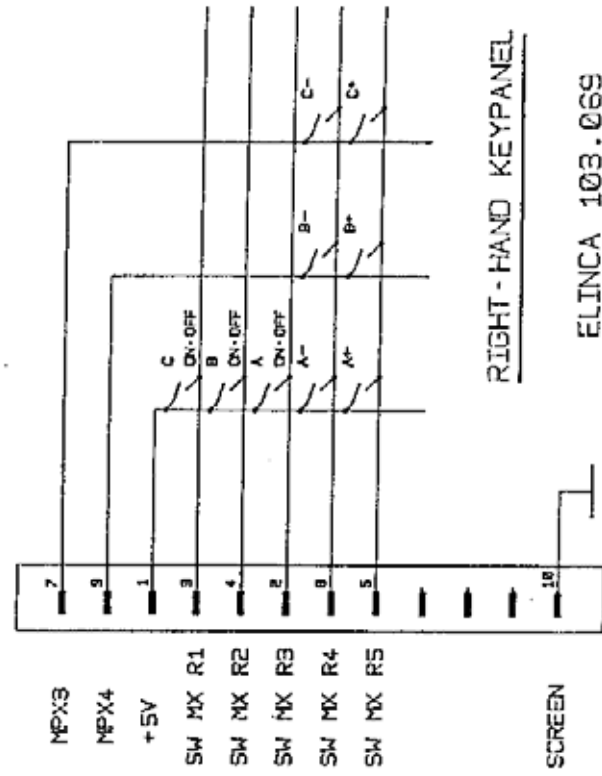 MPX3 7
MPX4 9
+5V 1
SW MX R1 3
SW MX R2 4
SW MX R3 2
SW MX R4 8
SW MX R5 5
SCREEN 10
C
ON-OFF
B
ON-OFF
A
ON-OFF
A-
A+
B-
B+
C-
C+
RIGHT-HAND KEYPANEL
ELINCA 103.069